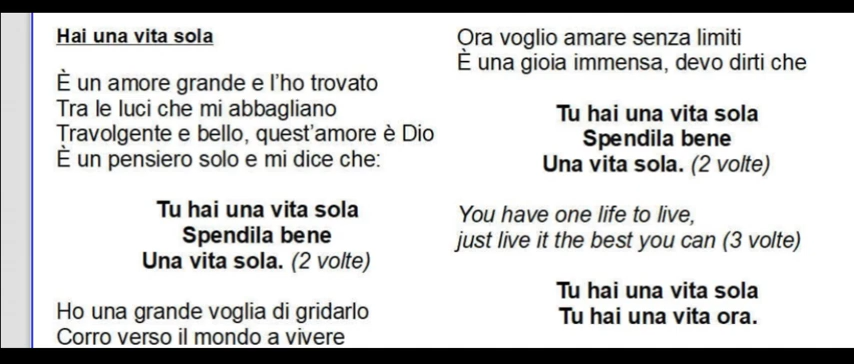 Hai una vita sola
È un amore grande e l'ho trovato
Tra le luci che mi abbagliano
Travolgente e bello, quest'amore è Dio
È un pensiero solo e mi dice che:
Tu hai una vita sola
Spendila bene
Una vita sola. (2 volte)
Ho una grande voglia di gridarlo
Corro verso il mondo a vivere
Ora voglio amare senza limiti
È una gioia immensa, devo dirti che
Tu hai una vita sola
Spendila bene
Una vita sola. (2 volte)
You have one life to live,
just live it the best you can (3 volte)
Tu hai una vita sola
Tu hai una vita ora.